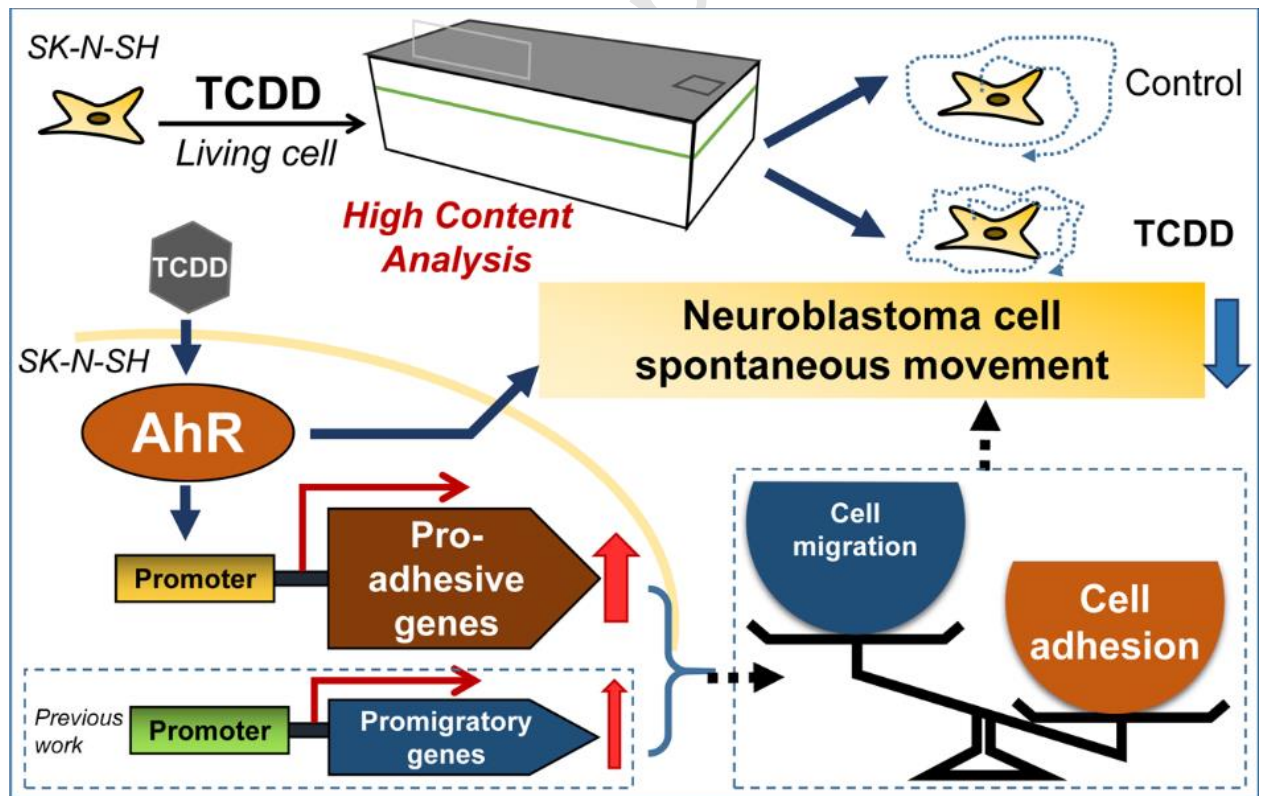 SK-N-SH
TCDD
Living cell
High Content
Analysis
Control
TCDD
TCDD
SK-N-SH
AhR
Neuroblastoma cell
spontaneous movement
Promoter
Pro-
adhesive
genes
Previous
work
Promoter
Promigratory
genes
Cell
migration
Cell
adhesion